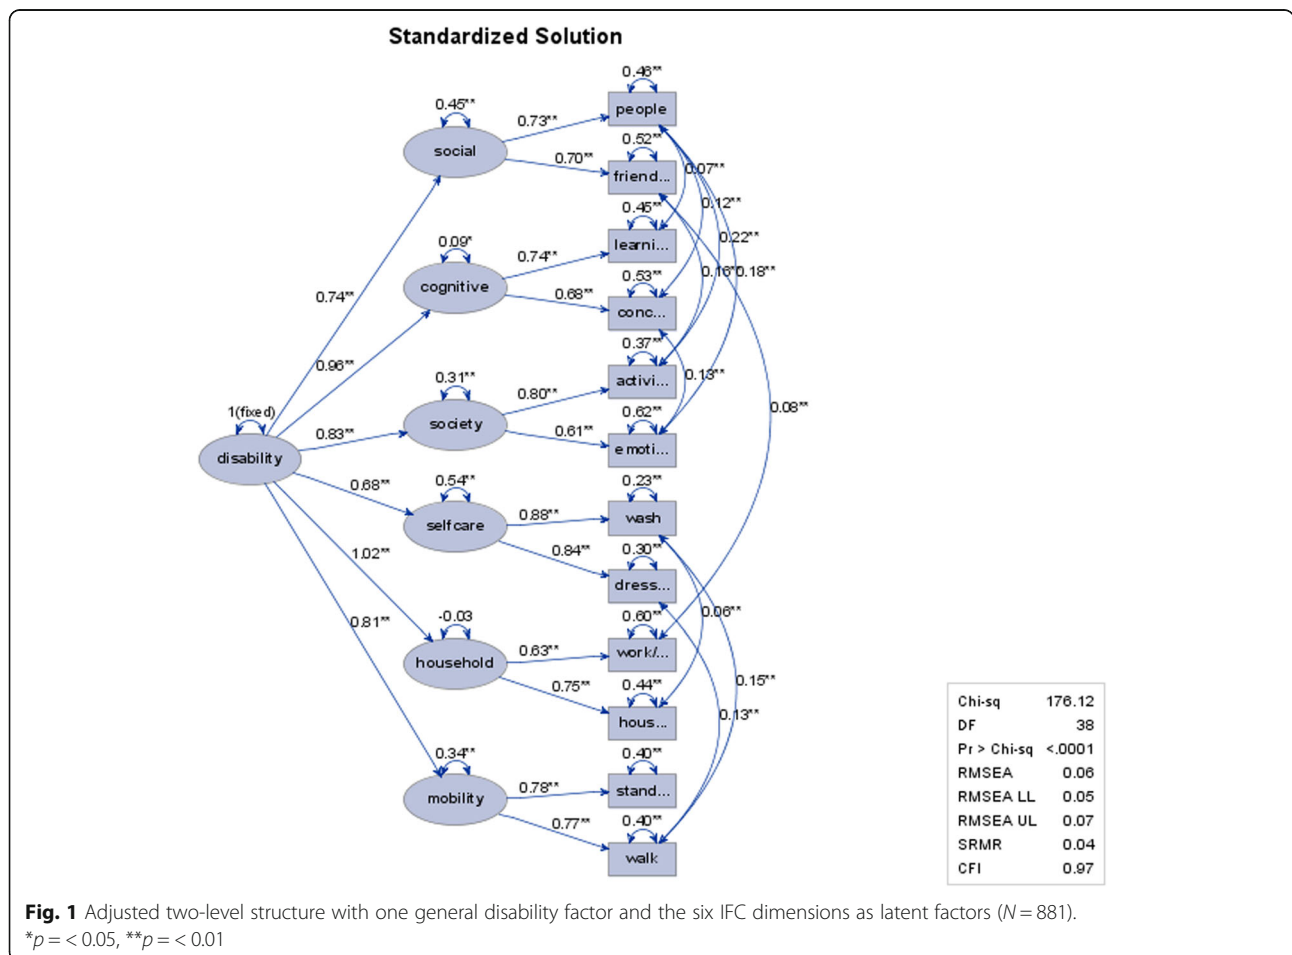 Standardized Solution
0.46**
people
0.45**
social
0.73**
0.70**
0.52**
friend...
0.07**
0.12**
0.22**
0.18**
0.45**
learni...
0.09*
cognitive
0.74**
0.68**
0.53**
conc...
0.74**
0.96**
0.37**
activi...
0.13**
0.08**
0.31**
society
0.80**
0.61**
0.62**
emoti...
1(fixed)
disability
0.83**
0.68**
1.02**
0.81**
0.54**
selfcare
0.88**
0.84**
0.23**
wash
0.30**
dress...
0.06**
0.15**
0.13**
-0.03
household
0.63**
0.75**
0.60**
work/...
0.44**
hous...
0.34**
mobility
0.78**
0.77**
0.40**
stand...
0.40**
walk
Chi-sq 176.12
DF 38
Pr > Chi-sq <.0001
RMSEA 0.06
RMSEA LL 0.05
RMSEA UL 0.07
SRMR 0.04
CFI 0.97
Fig. 1 Adjusted two-level structure with one general disability factor and the six IFC dimensions as latent factors (N = 881).
*p = < 0.05, **p = < 0.01